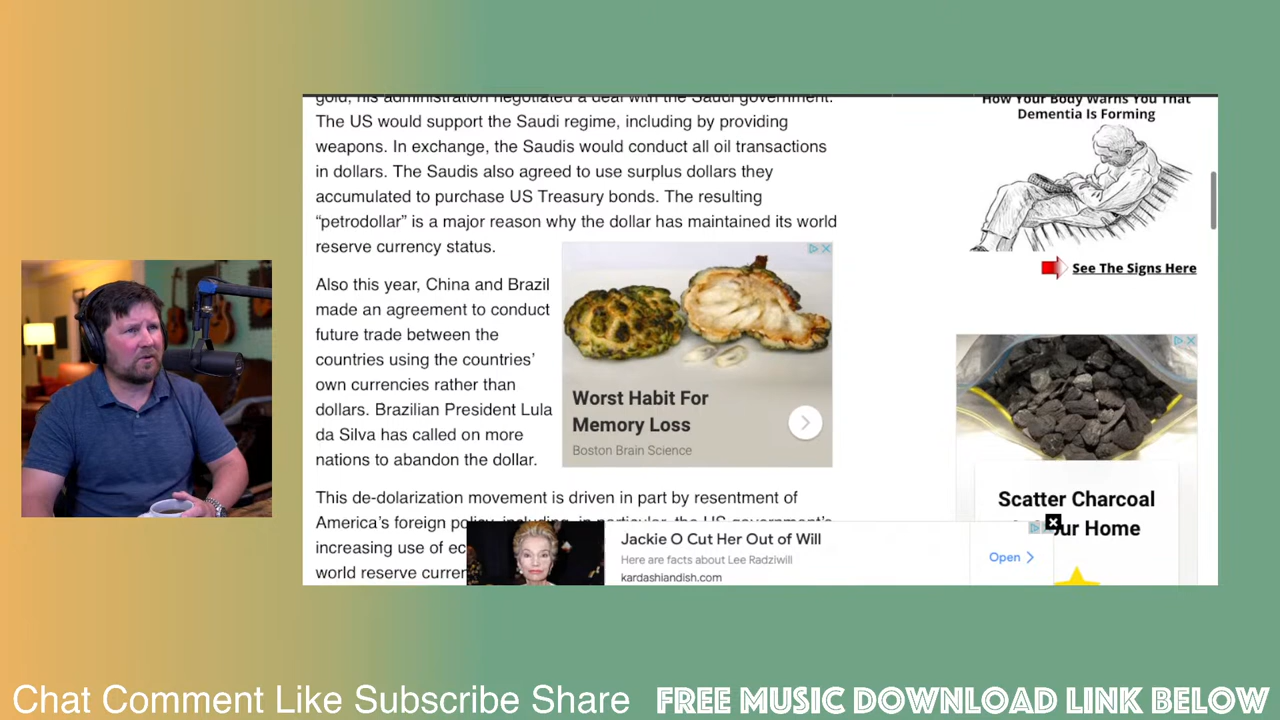 gold, his administration negotiated a deal with the Saudi government.
The US would support the Saudi regime, including by providing
weapons. In exchange, the Saudis would conduct all oil transactions
in dollars. The Saudis also agreed to use surplus dollars they
accumulated to purchase US Treasury bonds. The resulting
“petrodollar” is a major reason why the dollar has maintained its world
reserve currency status.
Also this year, China and Brazil
made an agreement to conduct
future trade between the
countries using the countries’
own currencies rather than
dollars. Brazilian President Lula
da Silva has called on more
nations to abandon the dollar.
This de-dolarization movement is driven in part by resentment of
America’s foreign policy, including, in particular, the US government’s
increasing use of
world reserve
Worst Habit For
Memory Loss
Boston Brain Science
Jackie O Cut Her Out of Will
Here are facts about Lee Radziwill
kardashiandish.com
Open
How Your Body Warns You That
Dementia Is Forming
See The Signs Here
Scatter Charcoal
Home
Chat Comment Like Subscribe Share
FREE MUSIC DOWNLOAD LINK BELOW